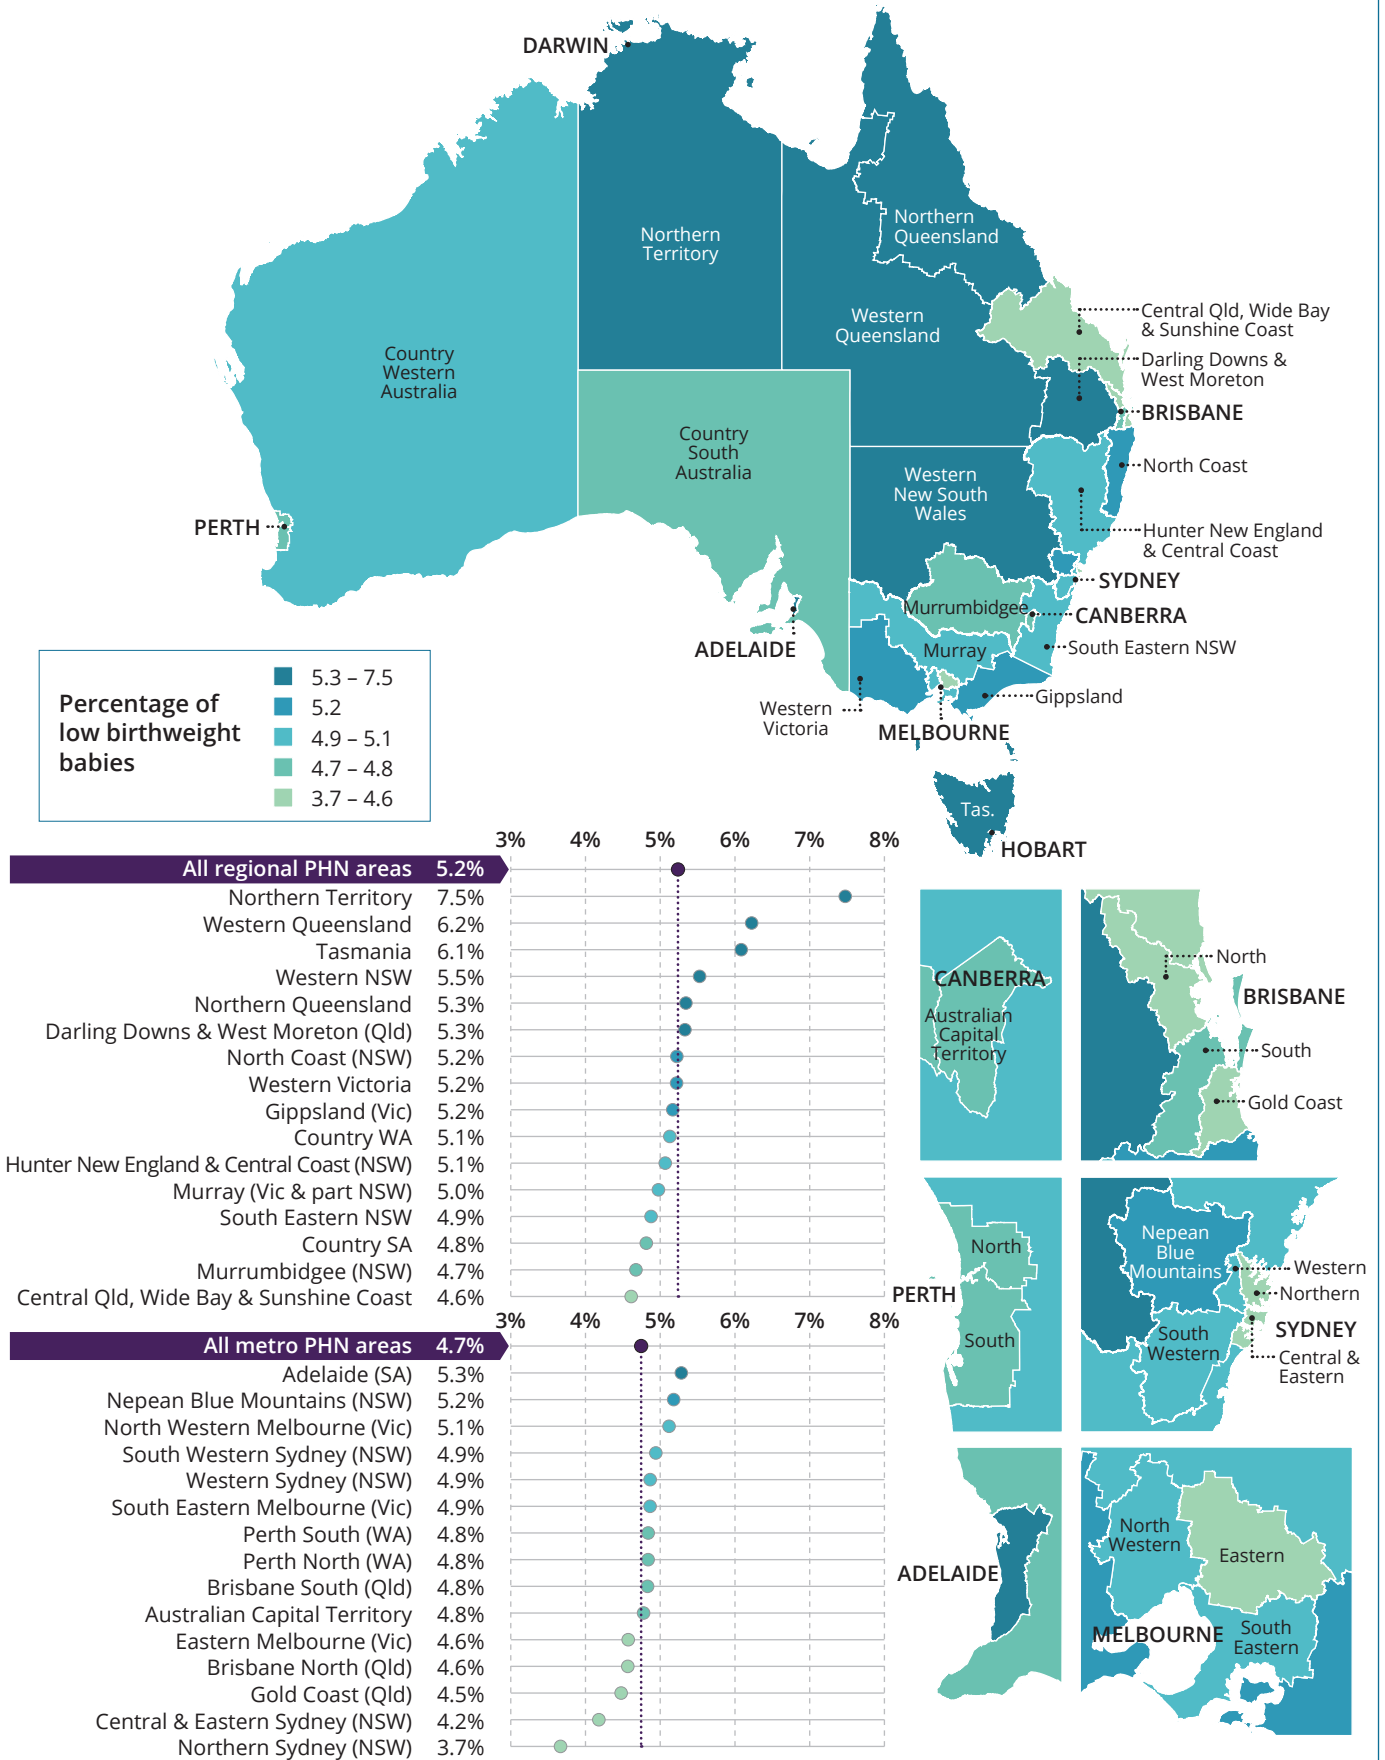 DARWIN
Northern
Territory
Northern
Queensland
Western
Queensland
Central Qld, Wide Bay
& Sunshine Coast
Country
Western
Australia
Darling Downs &
West Moreton
BRISBANE
Country
South
Australia
North Coast
Western
New South
Wales
PERTH
Hunter New England
& Central Coast
SYDNEY
Murrumbidgee
CANBERRA
ADELAIDE
Murray
South Eastern NSW
Gippsland
Western
Victoria
MELBOURNE
Tas.
HOBART
Percentage of
low birthweight
babies
5.3 – 7.5
5.2
4.9 – 5.1
4.7 – 4.8
3.7 – 4.6
3% 4% 5% 6% 7% 8%
All regional PHN areas 5.2%
Northern Territory 7.5%
Western Queensland 6.2%
Tasmania 6.1%
Western NSW 5.5%
Northern Queensland 5.3%
Darling Downs & West Moreton (Qld) 5.3%
North Coast (NSW) 5.2%
Western Victoria 5.2%
Gippsland (Vic) 5.2%
Country WA 5.1%
Hunter New England & Central Coast (NSW) 5.1%
Murray (Vic & part NSW) 5.0%
South Eastern NSW 4.9%
Country SA 4.8%
Murrumbidgee (NSW) 4.7%
Central Qld, Wide Bay & Sunshine Coast 4.6%
3% 4% 5% 6% 7% 8%
All metro PHN areas 4.7%
Adelaide (SA) 5.3%
Nepean Blue Mountains (NSW) 5.2%
North Western Melbourne (Vic) 5.1%
South Western Sydney (NSW) 4.9%
Western Sydney (NSW) 4.9%
South Eastern Melbourne (Vic) 4.9%
Perth South (WA) 4.8%
Perth North (WA) 4.8%
Brisbane South (Qld) 4.8%
Australian Capital Territory 4.8%
Eastern Melbourne (Vic) 4.6%
Brisbane North (Qld) 4.6%
Gold Coast (Qld) 4.5%
Central & Eastern Sydney (NSW) 4.2%
Northern Sydney (NSW) 3.7%
CANBERRA
Australian
Capital
Territory
North
BRISBANE
South
Gold Coast
PERTH
North
South
Nepean
Blue
Mountains
Western
Northern
SYDNEY
South
Western
Central &
Eastern
ADELAIDE
North
Western
Eastern
MELBOURNE
South
Eastern